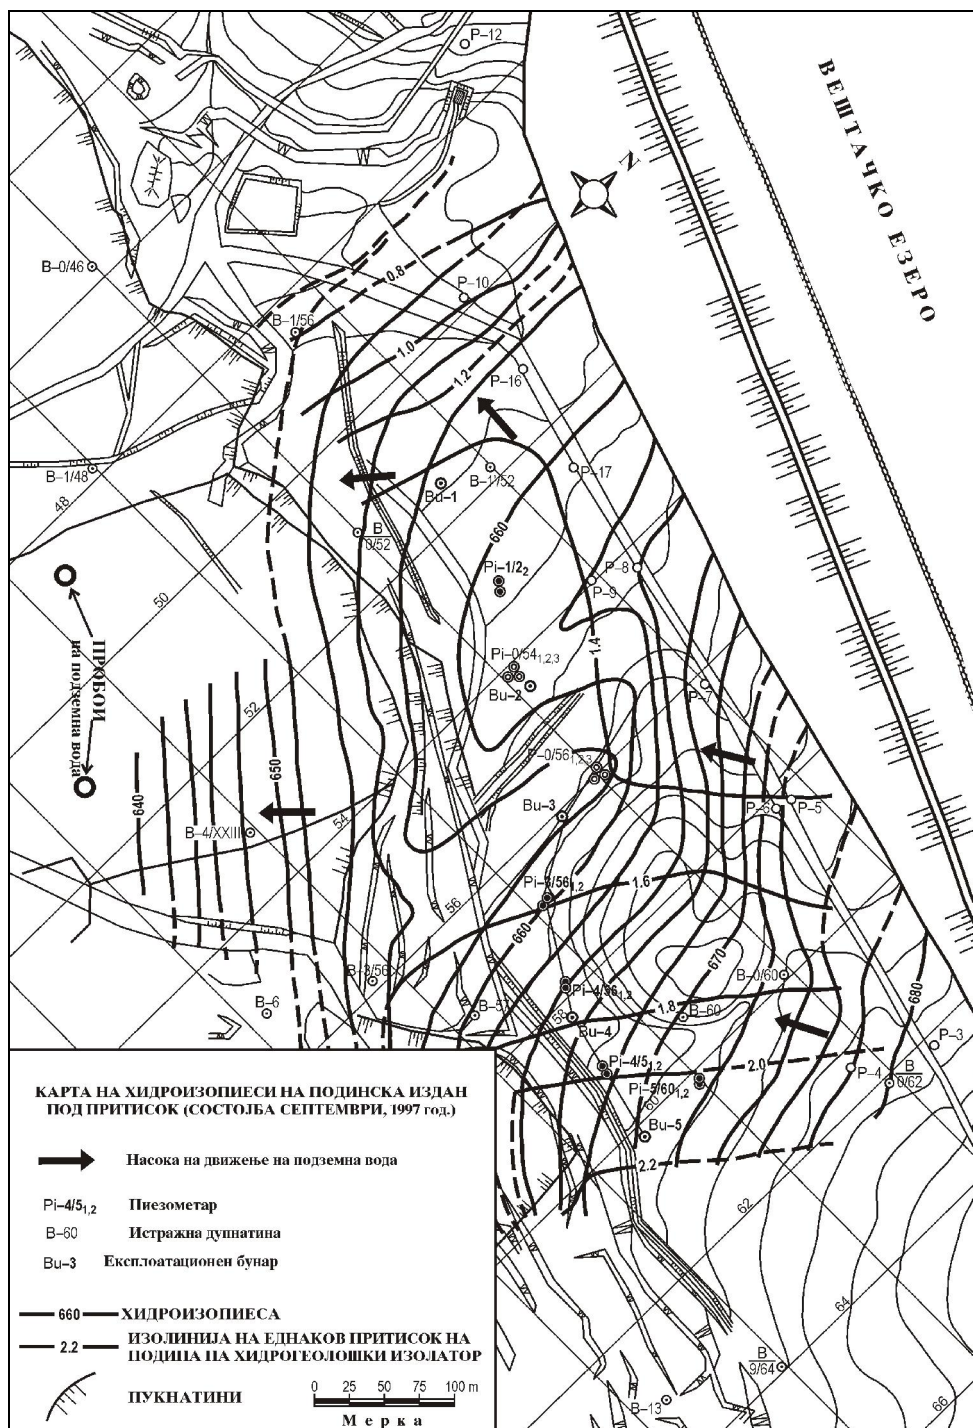 P–12
N
ВЕШТАЧКО ЕЗЕРО
B–0/46
0.8
P–10
B–1/56
1.0
1.2
P–16
B–1/48
48
Bu–1
B–1'/52
P–17
B
0/52
660
Pi–1/2₂
P–8
P–9
50
ПРОБОИ
на подземна вода
1.4
Pi–0/54₁,₂,₃
Bu–2
P–7
52
650
P–0/56₁,₂,₃
640
Bu–3
P–6
P–5
54
B–4/XXIII
1.6
56
660
670
B–3/56
B–0/60
680
B–6
B–57
Pi–4/56₁,₂
58
1.8
B–60
Bu–4
P–3
Pi–4/5₁,₂
2.0
P–4
B
0/62
Pi–5/60₁,₂
60
Bu–5
2.2
62
64
B
9/64
B–13
66
КАРТА НА ХИДРОИЗОПИЕСИ НА ПОДИНСКА ИЗДАН
ПОД ПРИТИСОК (СОСТОЈБА СЕПТЕМВРИ, 1997 год.)
Насока на движење на подземна вода
Pi–4/5₁,₂ Пиезометар
B–60 Истражна дупнатина
Bu–3 Експлоатационен бунар
660 ХИДРОИЗОПИЕСА
2.2 ИЗОЛИНИЈА НА ЕДНАКОВ ПРИТИСОК НА
ПОДИНА НА ХИДРОГЕОЛОШКИ ИЗОЛАТОР
ПУКНАТИНИ
0 25 50 75 100 m
Мерка